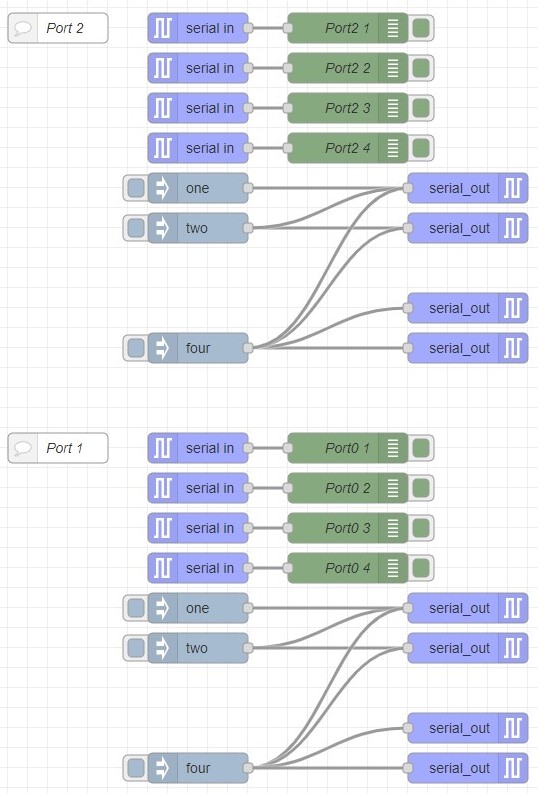 Port 2
serial in
Port2 1
serial in
Port2 2
serial in
Port2 3
serial in
Port2 4
one
serial_out
two
serial_out
serial_out
four
serial_out
Port 1
serial in
Port0 1
serial in
Port0 2
serial in
Port0 3
serial in
Port0 4
one
serial_out
two
serial_out
serial_out
four
serial_out